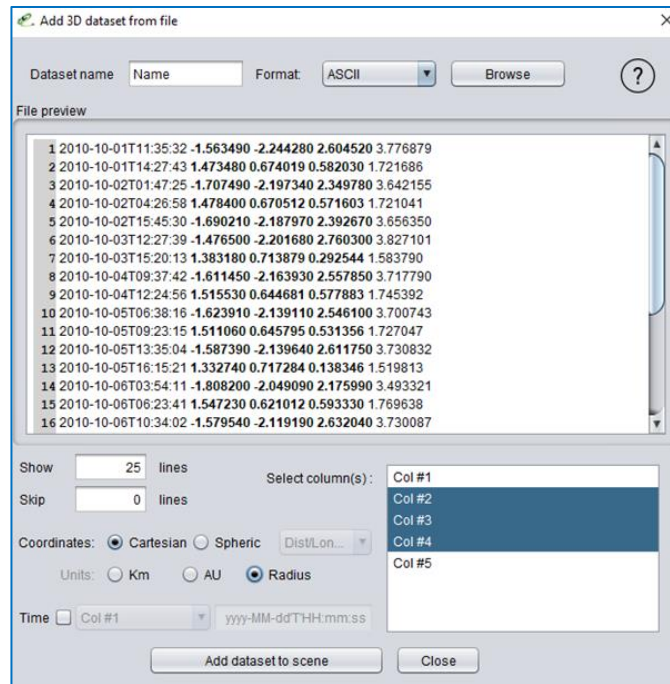 Add 3D dataset from file
Dataset name Name Format: ASCII Browse ?
File preview
1 2010-10-01T11:35:32 -1.563490 -2.244280 2.604520 3.776879
2 2010-10-01T14:27:43 1.473480 0.674019 0.582030 1.721686
3 2010-10-02T01:47:25 -1.707490 -2.197340 2.349780 3.642155
4 2010-10-02T04:26:58 1.478400 0.670512 0.571603 1.721041
5 2010-10-02T15:45:30 -1.690210 -2.187970 2.392670 3.656350
6 2010-10-03T12:27:39 -1.476500 -2.201680 2.760300 3.827101
7 2010-10-03T15:20:13 1.383180 0.713879 0.292544 1.583790
8 2010-10-04T09:37:42 -1.611450 -2.163930 2.557850 3.717790
9 2010-10-04T12:24:56 1.515530 0.644681 0.577883 1.745392
10 2010-10-05T06:38:16 -1.623910 -2.139110 2.546100 3.700743
11 2010-10-05T09:23:15 1.511060 0.645795 0.531356 1.727047
12 2010-10-05T13:35:04 -1.587390 -2.139640 2.611750 3.730832
13 2010-10-05T16:15:21 1.332740 0.717284 0.138346 1.519813
14 2010-10-06T03:54:11 -1.808200 -2.049090 2.175990 3.493321
15 2010-10-06T06:23:41 1.547230 0.621012 0.593330 1.769638
16 2010-10-06T10:34:02 -1.579540 -2.119190 2.632040 3.730087
Show 25 lines
Skip 0 lines
Select column(s) :
Col #1
Col #2
Col #3
Col #4
Col #5
Coordinates: Cartesian Spheric Dist/Lon...
Units: Km AU Radius
Time Col #1 yyyy-MM-dd'T'HH:mm:ss
Add dataset to scene Close